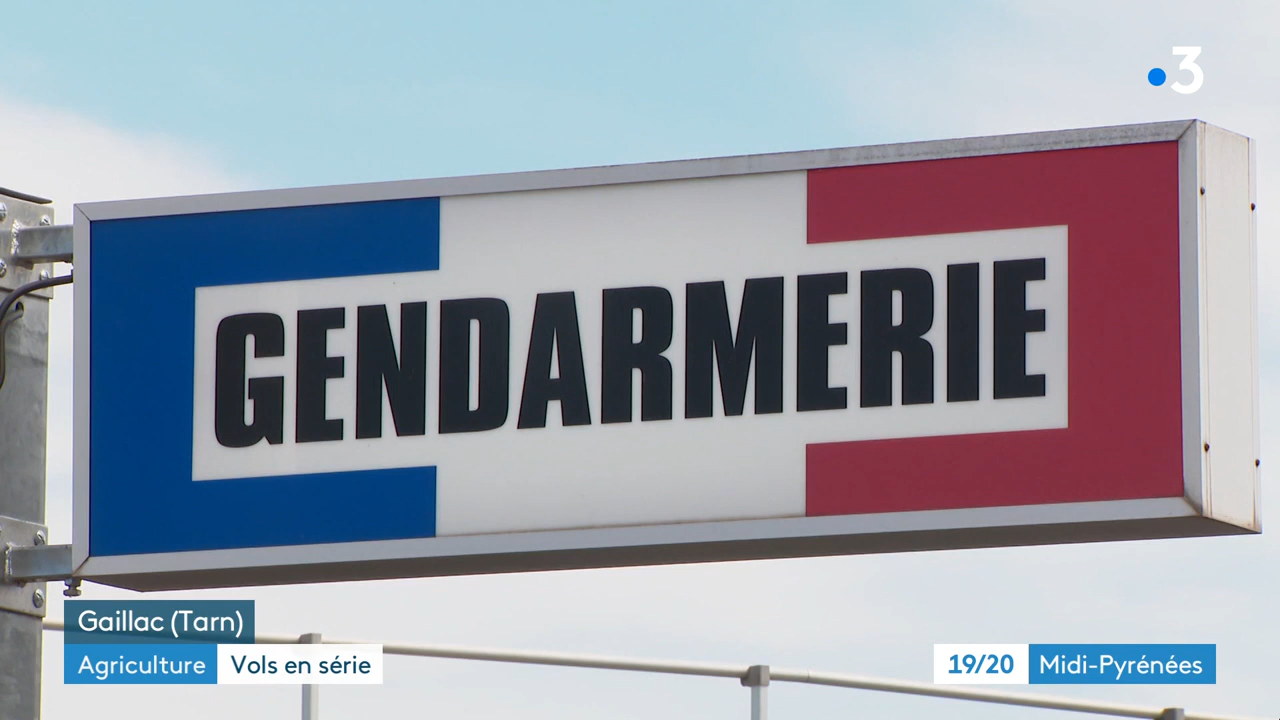 3
GENDARMERIE
Gaillac (Tarn)
Agriculture Vols en série
19/20 Midi-Pyrénées